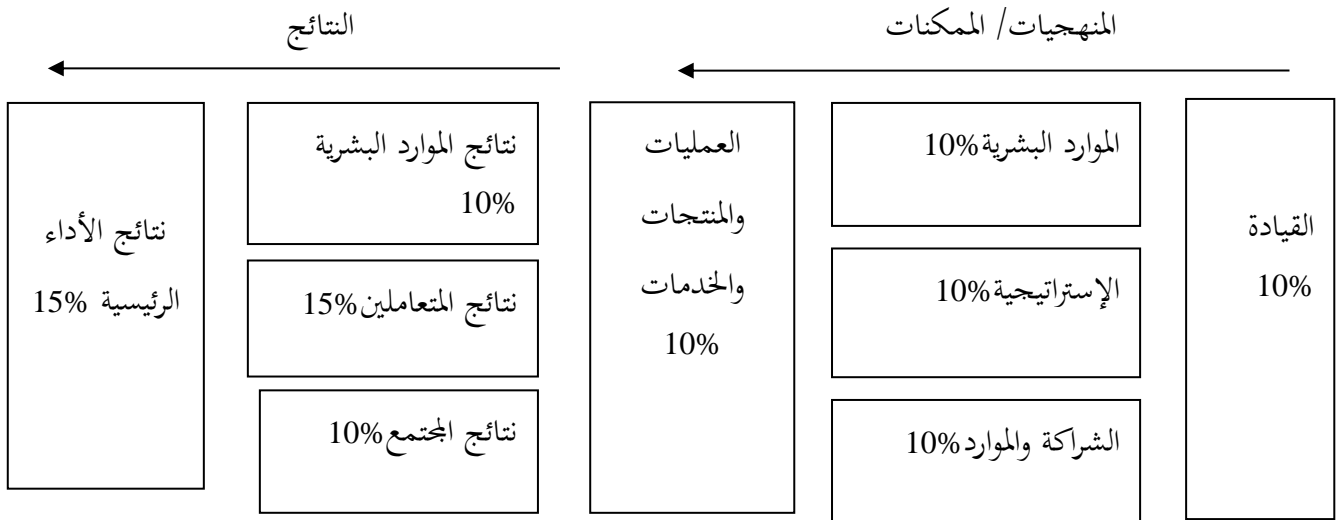 المنهجيات/ الممكنات
النتائج
القيادة
10%
الموارد البشرية10%
الإستراتيجية10%
الشراكة والموارد10%
العمليات
والمنتجات
والخدمات
10%
نتائج الموارد البشرية
10%
نتائج المتعاملين15%
نتائج المجتمع10%
نتائج الأداء
الرئيسية 15%